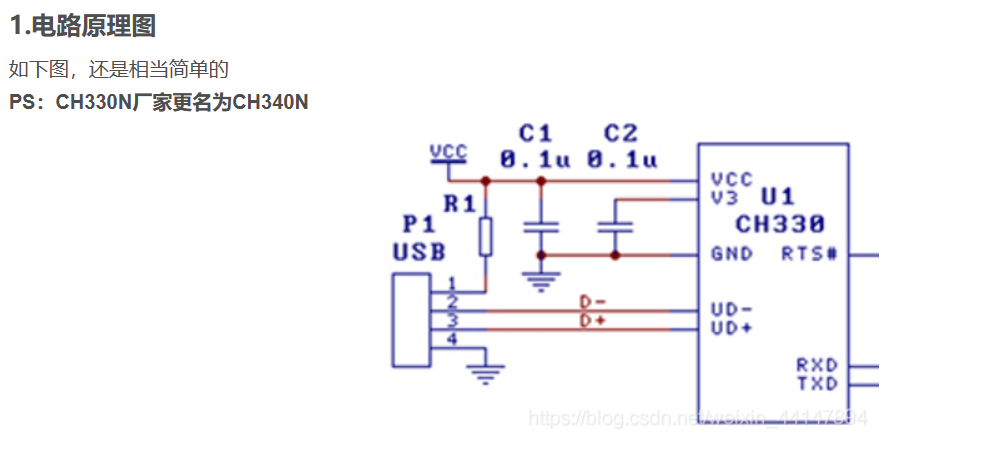 1.电路原理图
如下图，还是相当简单的
PS：CH330N厂家更名为CH340N
C1 C2
VCC 0.1u 0.1u
VCC
R1 V3 U1
P1 CH330
USB GND RTS#
1
2 D- UD-
3 D+ UD+
4
RXD
TXD
https://blog.csdn.net/weixin_44147894